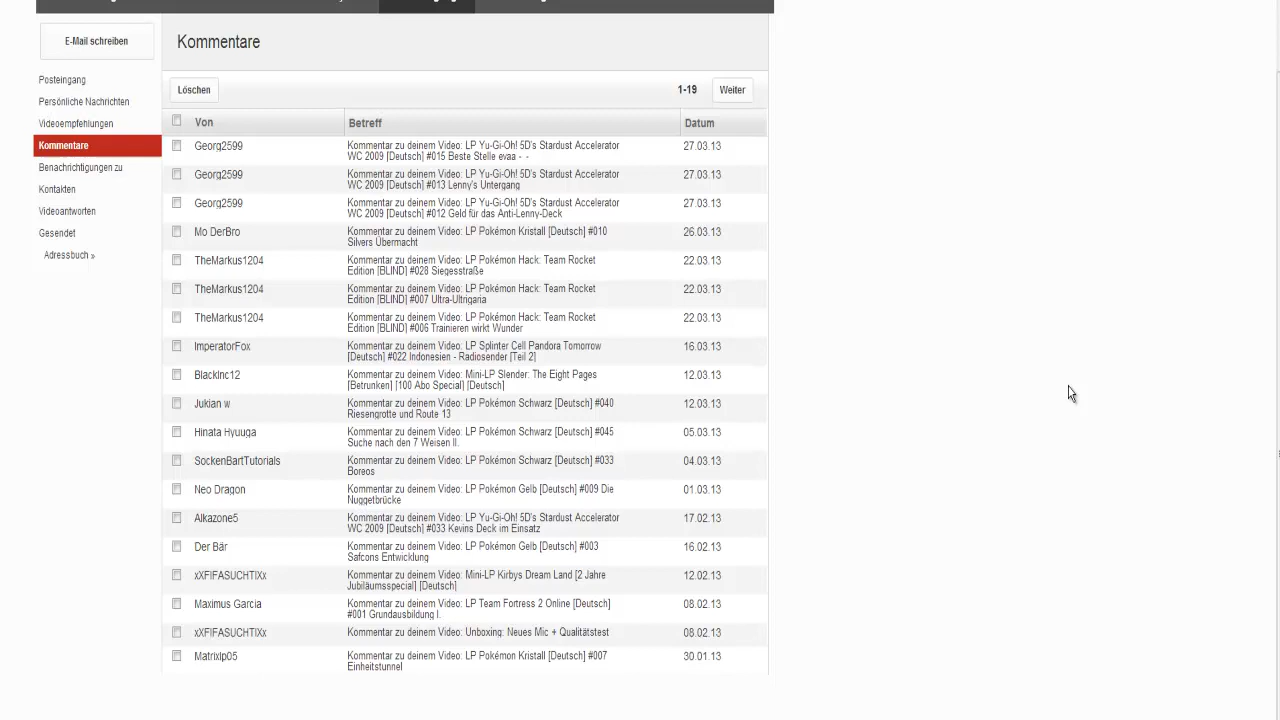 E-Mail schreiben
Kommentare
Posteingang
Persönliche Nachrichten
Videoempfehlungen
Kommentare
Benachrichtigungen zu
Kontakten
Videoantworten
Gesendet
Adressbuch »
Löschen
1-19
Weiter
Von Betreff Datum
Georg2599 Kommentar zu deinem Video: LP Yu-Gi-Oh! 5D's Stardust Accelerator 27.03.13
WC 2009 [Deutsch] #015 Beste Stelle evaa - -
Georg2599 Kommentar zu deinem Video: LP Yu-Gi-Oh! 5D's Stardust Accelerator 27.03.13
WC 2009 [Deutsch] #013 Lenny's Untergang
Georg2599 Kommentar zu deinem Video: LP Yu-Gi-Oh! 5D's Stardust Accelerator 27.03.13
WC 2009 [Deutsch] #012 Geld für das Anti-Lenny-Deck
Mo DerBro Kommentar zu deinem Video: LP Pokémon Kristall [Deutsch] #010 26.03.13
Silvers Übermacht
TheMarkus1204 Kommentar zu deinem Video: LP Pokémon Hack: Team Rocket 22.03.13
Edition [BLIND] #028 Siegesstraße
TheMarkus1204 Kommentar zu deinem Video: LP Pokémon Hack: Team Rocket 22.03.13
Edition [BLIND] #007 Ultra-Ultrigaria
TheMarkus1204 Kommentar zu deinem Video: LP Pokémon Hack: Team Rocket 22.03.13
Edition [BLIND] #006 Trainieren wirkt Wunder
ImperatorFox Kommentar zu deinem Video: LP Splinter Cell Pandora Tomorrow 16.03.13
[Deutsch] #022 Indonesien - Radiosender [Teil 2]
BlackInc12 Kommentar zu deinem Video: Mini-LP Slender: The Eight Pages 12.03.13
[Betrunken] [100 Abo Special] [Deutsch]
Jukian w Kommentar zu deinem Video: LP Pokémon Schwarz [Deutsch] #040 12.03.13
Riesengrotte und Route 13
Hinata Hyuuga Kommentar zu deinem Video: LP Pokémon Schwarz [Deutsch] #045 05.03.13
Suche nach den 7 Weisen II.
SockenBartTutorials Kommentar zu deinem Video: LP Pokémon Schwarz [Deutsch] #033 04.03.13
Boreos
Neo Dragon Kommentar zu deinem Video: LP Pokémon Gelb [Deutsch] #009 Die 01.03.13
Nuggetbrücke
Alkazone5 Kommentar zu deinem Video: LP Yu-Gi-Oh! 5D's Stardust Accelerator 17.02.13
WC 2009 [Deutsch] #033 Kevins Deck im Einsatz
Der Bär Kommentar zu deinem Video: LP Pokémon Gelb [Deutsch] #003 16.02.13
Safcons Entwicklung
xXFIFASUCHTIXx Kommentar zu deinem Video: Mini-LP Kirbys Dream Land [2 Jahre 12.02.13
Jubiläumsspecial] [Deutsch]
Maximus Garcia Kommentar zu deinem Video: LP Team Fortress 2 Online [Deutsch] 08.02.13
#001 Grundausbildung I.
xXFIFASUCHTIXx Kommentar zu deinem Video: Unboxing: Neues Mic + Qualitätstest 08.02.13
Matrixlp05 Kommentar zu deinem Video: LP Pokémon Kristall [Deutsch] #007 30.01.13
Einheitstunnel